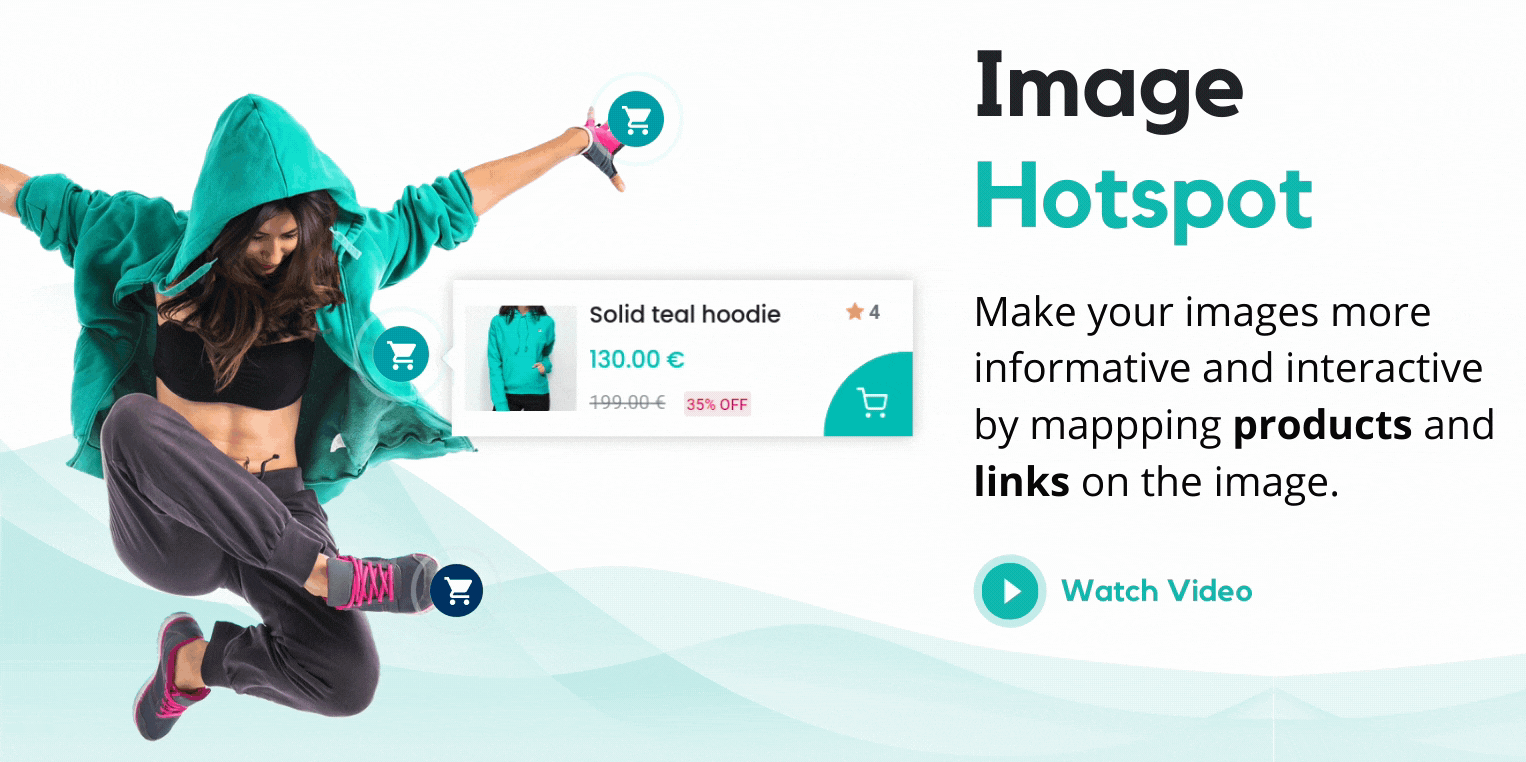 Image
Hotspot
Solid teal hoodie
4
130.00 €
199.00 €
35% OFF
Make your images more
informative and interactive
by mappping products and
links on the image.
Watch Video